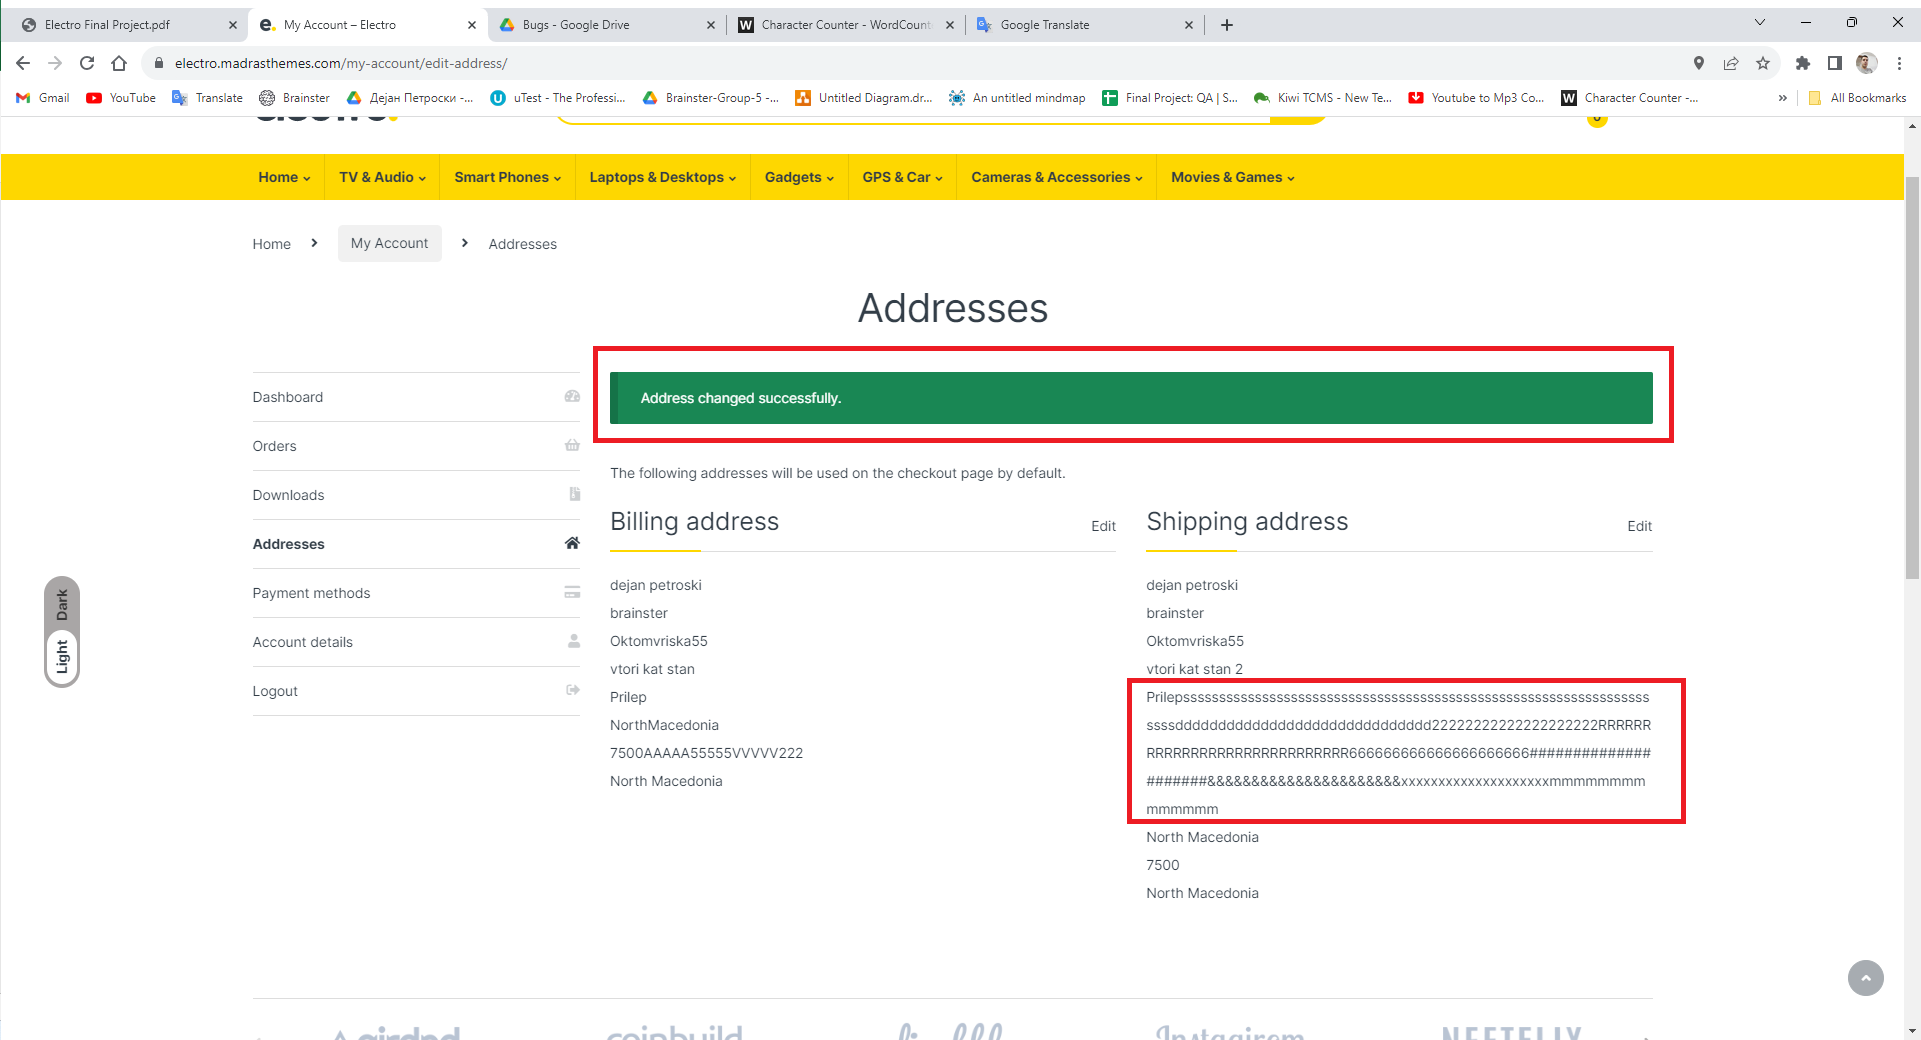 Electro Final Project.pdf
My Account – Electro
Bugs - Google Drive
Character Counter - WordCount
Google Translate
electro.madrasthemes.com/my-account/edit-address/
Gmail
YouTube
Translate
Brainster
Дејан Петроски -...
uTest - The Professi...
Brainster-Group-5 -...
Untitled Diagram.dr...
An untitled mindmap
Final Project: QA | S...
Kiwi TCMS - New Te...
Youtube to Mp3 Co...
Character Counter -...
All Bookmarks
Home
TV & Audio
Smart Phones
Laptops & Desktops
Gadgets
GPS & Car
Cameras & Accessories
Movies & Games
Home
My Account
Addresses
Addresses
Dashboard
Orders
Downloads
Addresses
Payment methods
Account details
Logout
Dark
Light
Address changed successfully.
The following addresses will be used on the checkout page by default.
Billing address
Edit
dejan petroski
brainster
Oktomvriska55
vtori kat stan
Prilep
NorthMacedonia
7500AAAAA55555VVVVV222
North Macedonia
Shipping address
Edit
dejan petroski
brainster
Oktomvriska55
vtori kat stan 2
Prilepsssssssssssssssssssssssssssssssssssssssssssssssssssssssssssssssss
ssssdddddddddddddddddddddddddddddd22222222222222222222RRRRRR
RRRRRRRRRRRRRRRRRRRRRRR666666666666666666666##############
#######&&&&&&&&&&&&&&&&&&&&&&xxxxxxxxxxxxxxxxxxxxmmmmmmmm
mmmmmm
North Macedonia
7500
North Macedonia